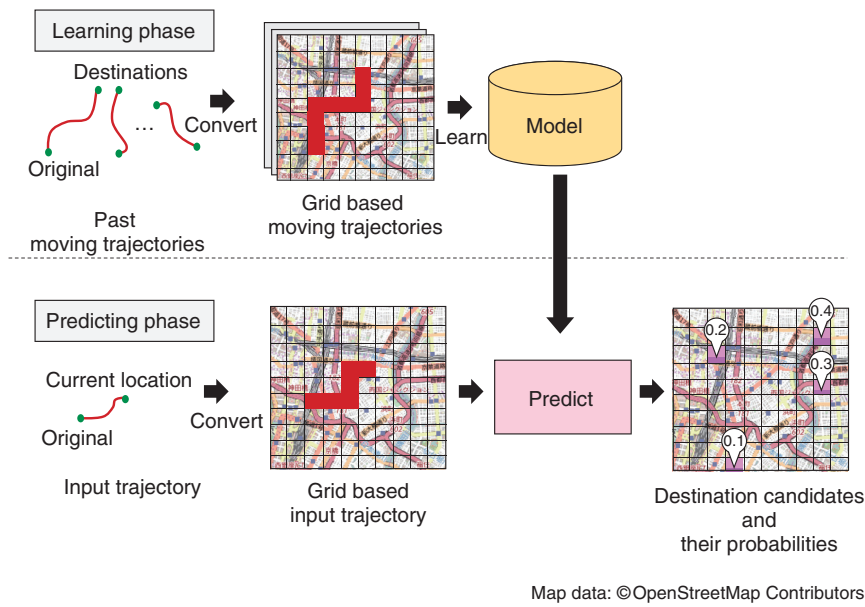 Learning phase
Destinations
...
Original
Convert
Learn
Model
Past
moving trajectories
Grid based
moving trajectories
Predicting phase
Current location
Original
Convert
Predict
0.2
0.4
0.3
0.1
Input trajectory
Grid based
input trajectory
Destination candidates
and
their probabilities
Map data: ©OpenStreetMap Contributors